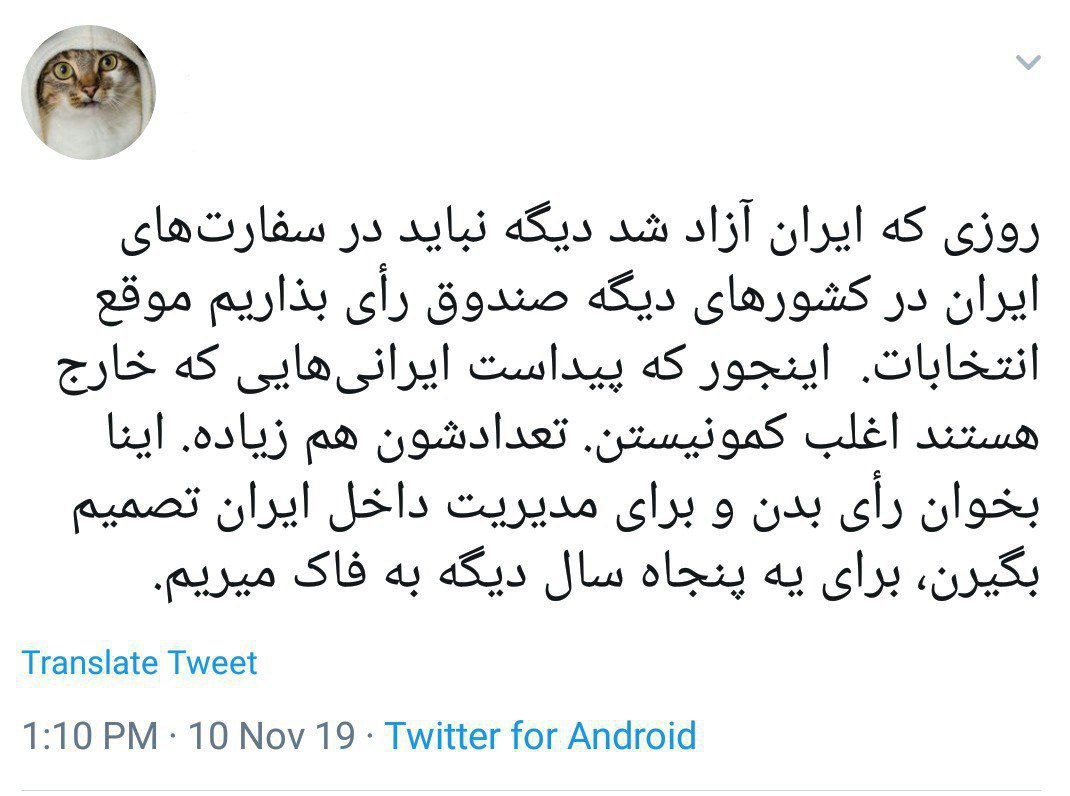 روزی که ایران آزاد شد دیگه نباید در سفارت‌های
ایران در کشورهای دیگه صندوق رأی بذاریم موقع
انتخابات.  اینجور که پیداست ایرانی‌هایی که خارج
هستند اغلب کمونیستن. تعدادشون هم زیاده. اینا
بخوان رأی بدن و برای مدیریت داخل ایران تصمیم
بگیرن، برای یه پنجاه سال دیگه به فاک میریم.
Translate Tweet
1:10 PM · 10 Nov 19 · Twitter for Android